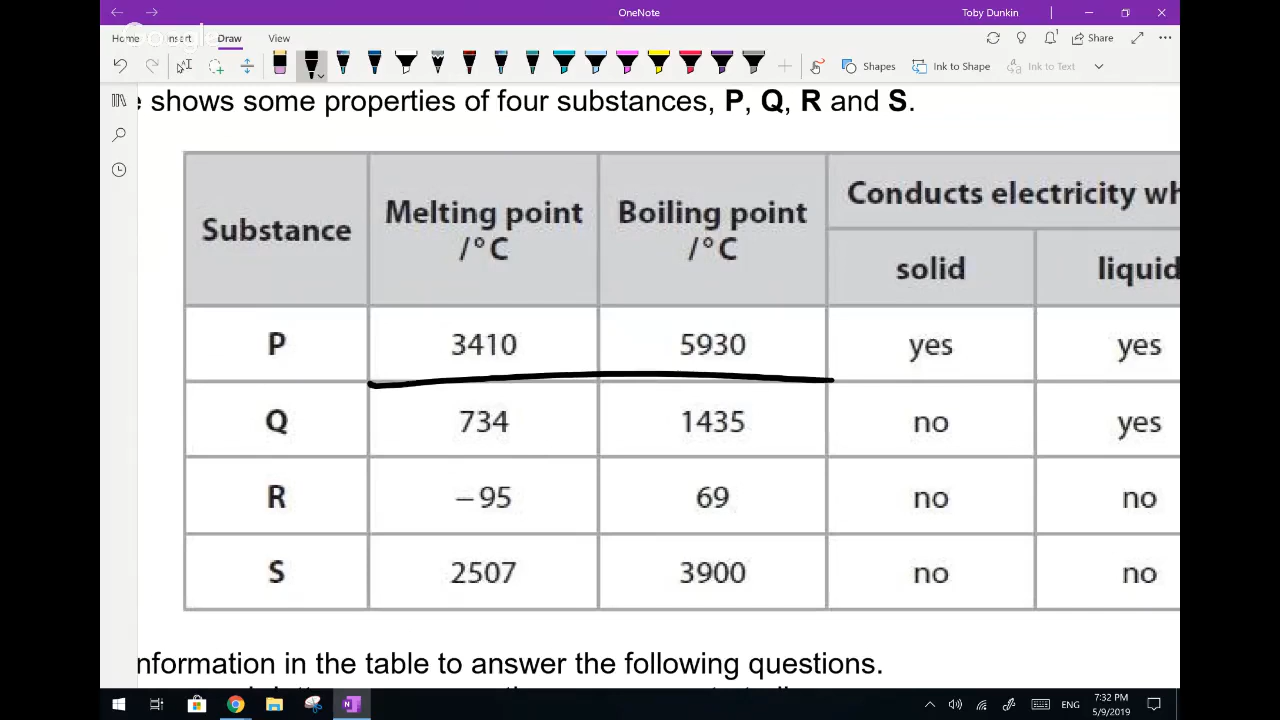 OneNote
Toby Dunkin
Google
Home Insert Draw View
Share
Shapes Ink to Shape Ink to Text
shows some properties of four substances, P, Q, R and S.
Substance Melting point /°C Boiling point /°C Conducts electricity wh
solid liquid
P 3410 5930 yes yes
Q 734 1435 no yes
R −95 69 no no
S 2507 3900 no no
nformation in the table to answer the following questions.
ENG 7:32 PM
5/9/2019